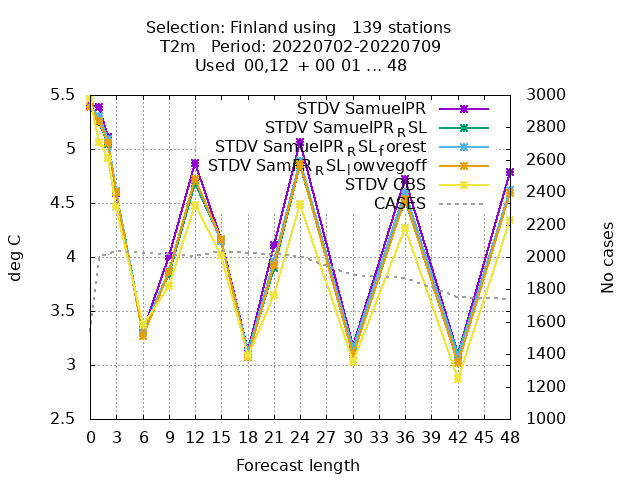 Selection: Finland using 139 stations
T2m Period: 20220702-20220709
Used 00,12 + 00 01 ... 48
STDV SamuelPR
STDV SamuelPR_RSL
STDV SamuelPR_RSL_forest
STDV SamPR_RSL_lowvegoff
STDV OBS
CASES
5.5
5
4.5
4
3.5
3
2.5
deg C
3000
2800
2600
2400
2200
2000
1800
1600
1400
1200
1000
No cases
0 3 6 9 12 15 18 21 24 27 30 33 36 39 42 45 48
Forecast length